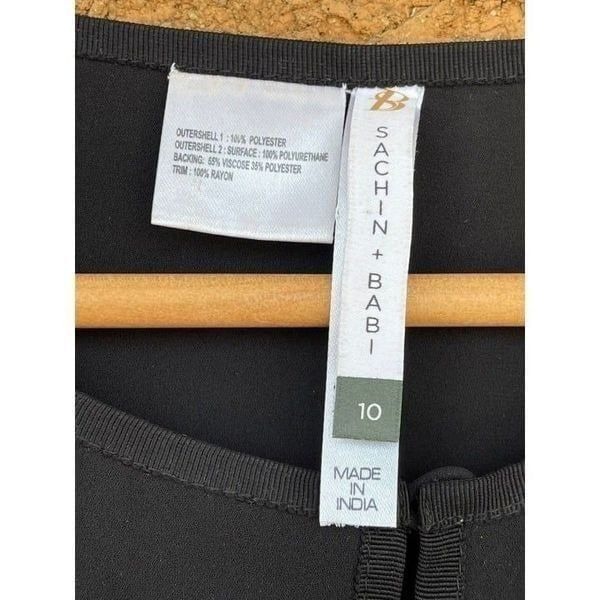 OUTERSHELL 1 : 100% POLYESTER
OUTERSHELL 2 : SURFACE : 100% POLYURETHANE
BACKING: 65% VISCOSE 35% POLYESTER
TRIM : 100% RAYON
SACHIN + BABI
10
MADE
IN
INDIA